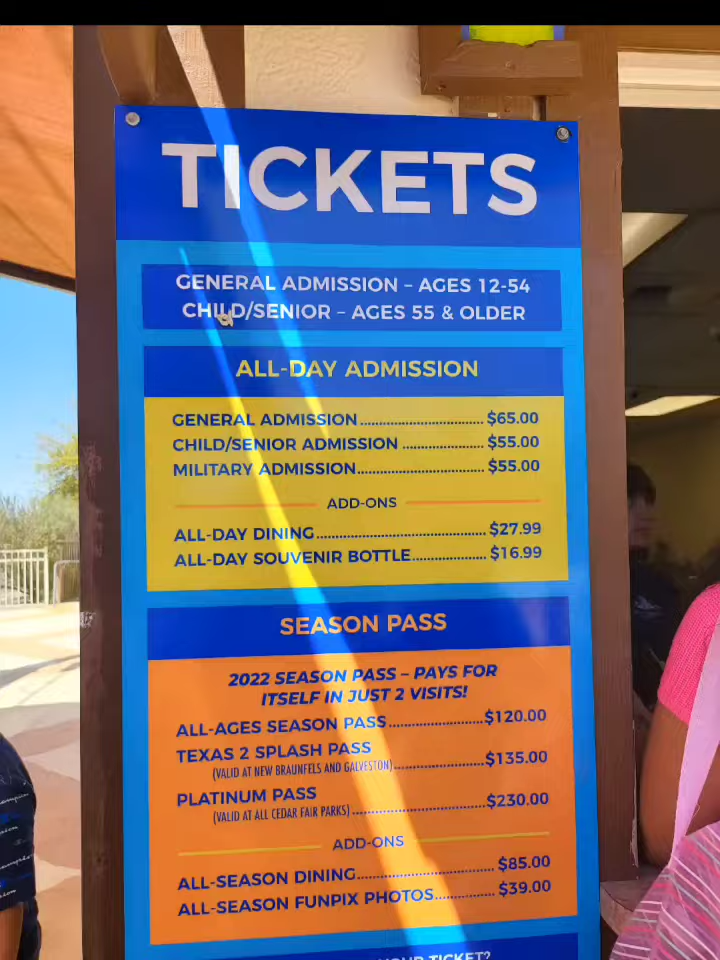 TICKETS
GENERAL ADMISSION – AGES 12-54
CHILD/SENIOR – AGES 55 & OLDER
ALL-DAY ADMISSION
GENERAL ADMISSION................................ $65.00
CHILD/SENIOR ADMISSION ..................... $55.00
MILITARY ADMISSION................................ $55.00
ADD-ONS
ALL-DAY DINING........................................... $27.99
ALL-DAY SOUVENIR BOTTLE................... $16.99
SEASON PASS
2022 SEASON PASS – PAYS FOR
ITSELF IN JUST 2 VISITS!
ALL-AGES SEASON PASS........................$120.00
TEXAS 2 SPLASH PASS
(VALID AT NEW BRAUNFELS AND GALVESTON).......................$135.00
PLATINUM PASS
(VALID AT ALL CEDAR FAIR PARKS) .................................$230.00
ADD-ONS
ALL-SEASON DINING................................... $85.00
ALL-SEASON FUNPIX PHOTOS............... $39.00
YOUR TICKET?